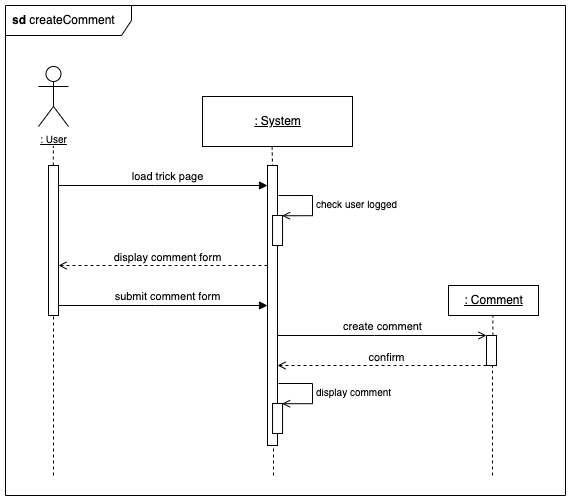 sd createComment
: User
: System
load trick page
check user logged
display comment form
submit comment form
: Comment
create comment
confirm
display comment